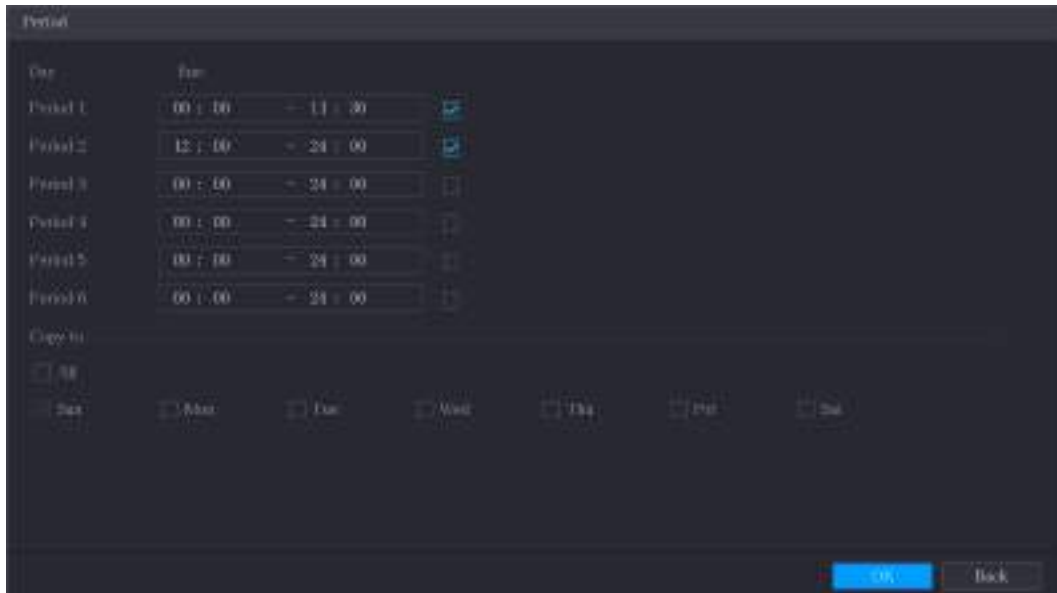 Period
Day Sun
Period 1 00 : 00 - 11 : 30
Period 2 12 : 00 - 24 : 00
Period 3 00 : 00 - 24 : 00
Period 4 00 : 00 - 24 : 00
Period 5 00 : 00 - 24 : 00
Period 6 00 : 00 - 24 : 00
Copy to
All
Sun Mon Tue Wed Thu Fri Sat
OK Back